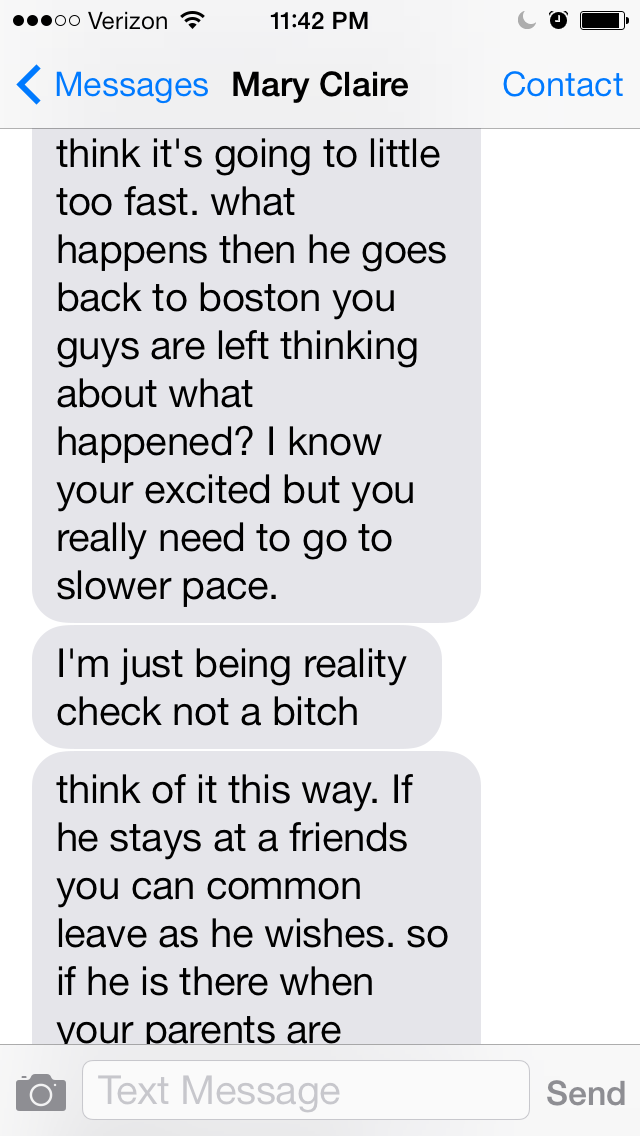 Verizon 11:42 PM
Messages Mary Claire Contact
think it's going to little
too fast. what
happens then he goes
back to boston you
guys are left thinking
about what
happened? I know
your excited but you
really need to go to
slower pace.
I'm just being reality
check not a bitch
think of it this way. If
he stays at a friends
you can common
leave as he wishes. so
if he is there when
your parents are
Text Message Send